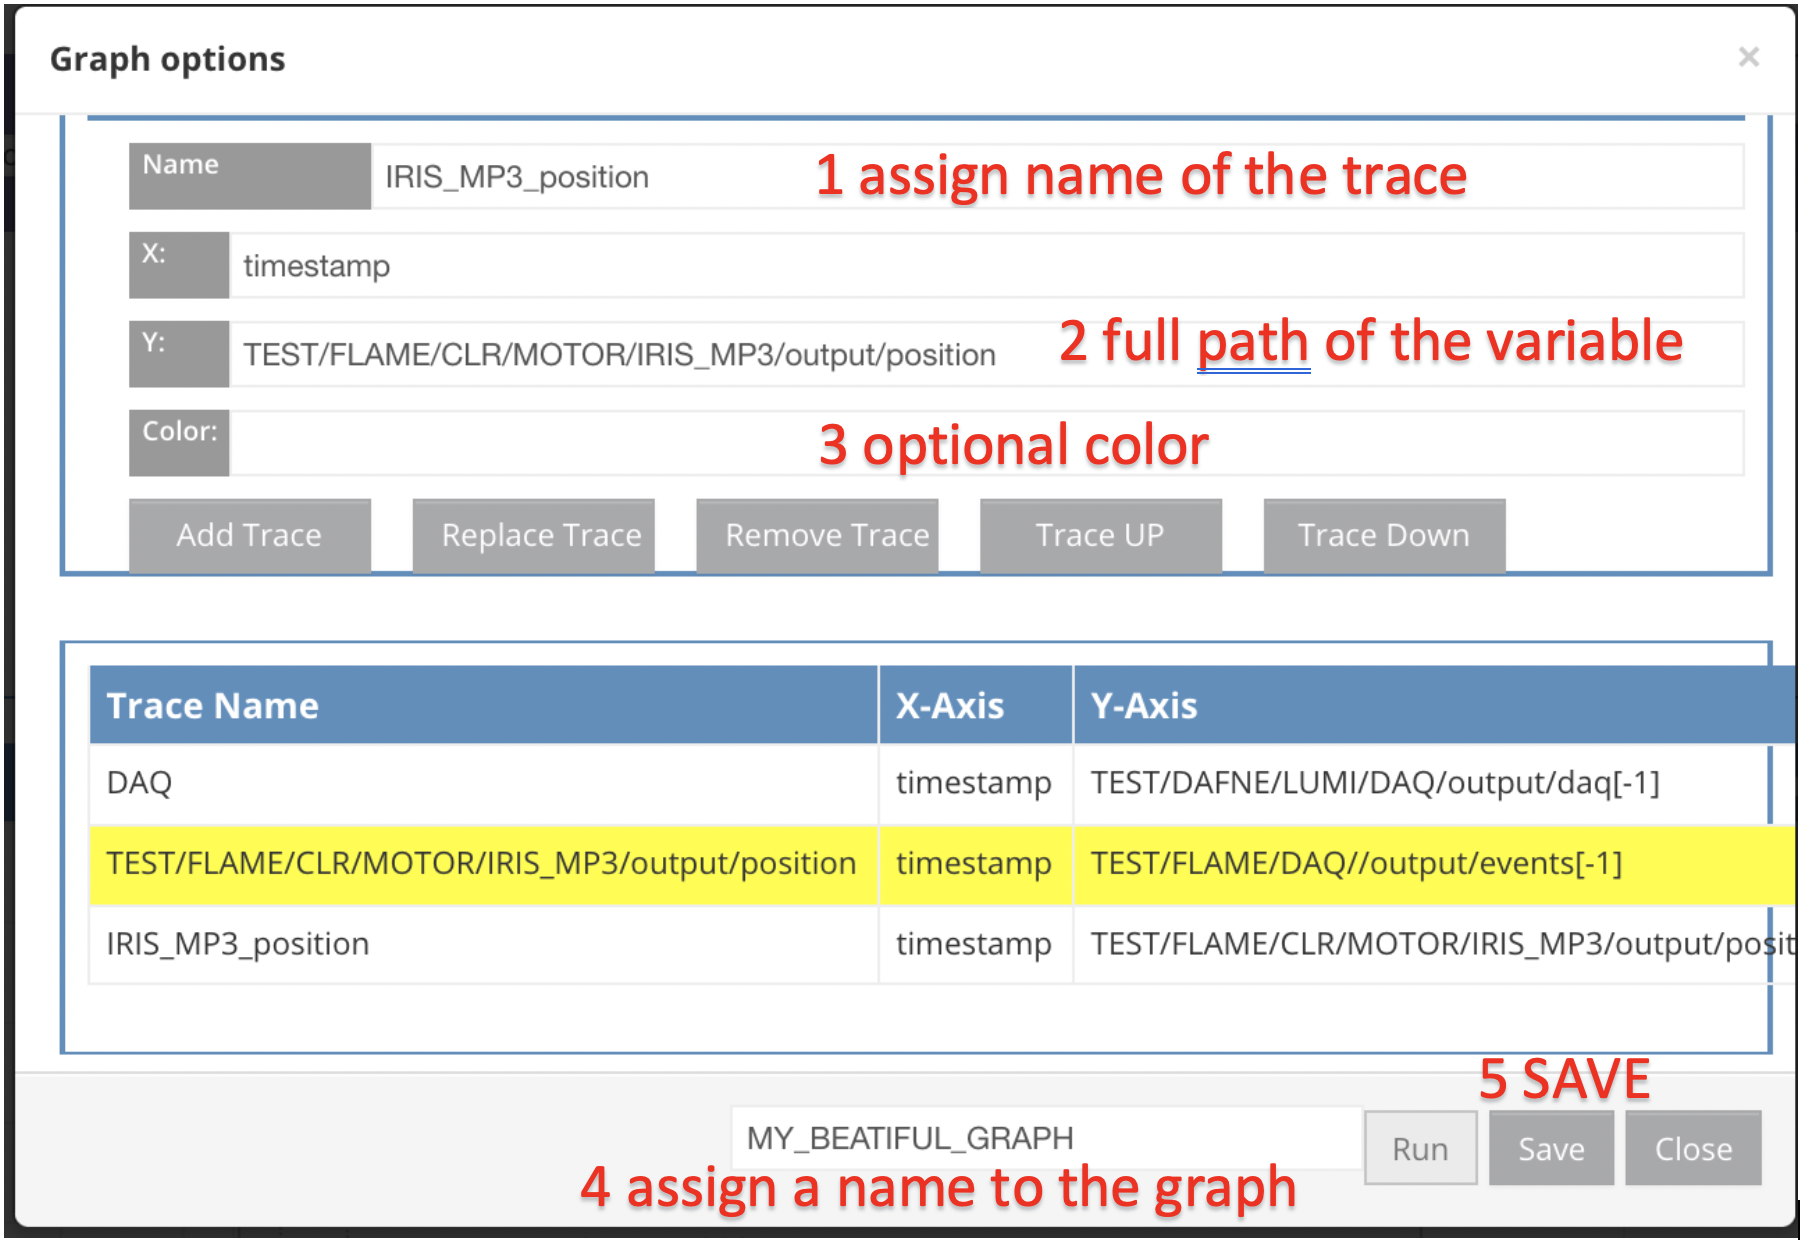 Graph options ×
Name IRIS_MP3_position 1 assign name of the trace
X: timestamp
Y: TEST/FLAME/CLR/MOTOR/IRIS_MP3/output/position 2 full path of the variable
Color: 3 optional color
Add Trace Replace Trace Remove Trace Trace UP Trace Down
Trace Name X-Axis Y-Axis
DAQ timestamp TEST/DAFNE/LUMI/DAQ/output/daq[-1]
TEST/FLAME/CLR/MOTOR/IRIS_MP3/output/position timestamp TEST/FLAME/DAQ//output/events[-1]
IRIS_MP3_position timestamp TEST/FLAME/CLR/MOTOR/IRIS_MP3/output/posit
5 SAVE
MY_BEATIFUL_GRAPH Run Save Close
4 assign a name to the graph